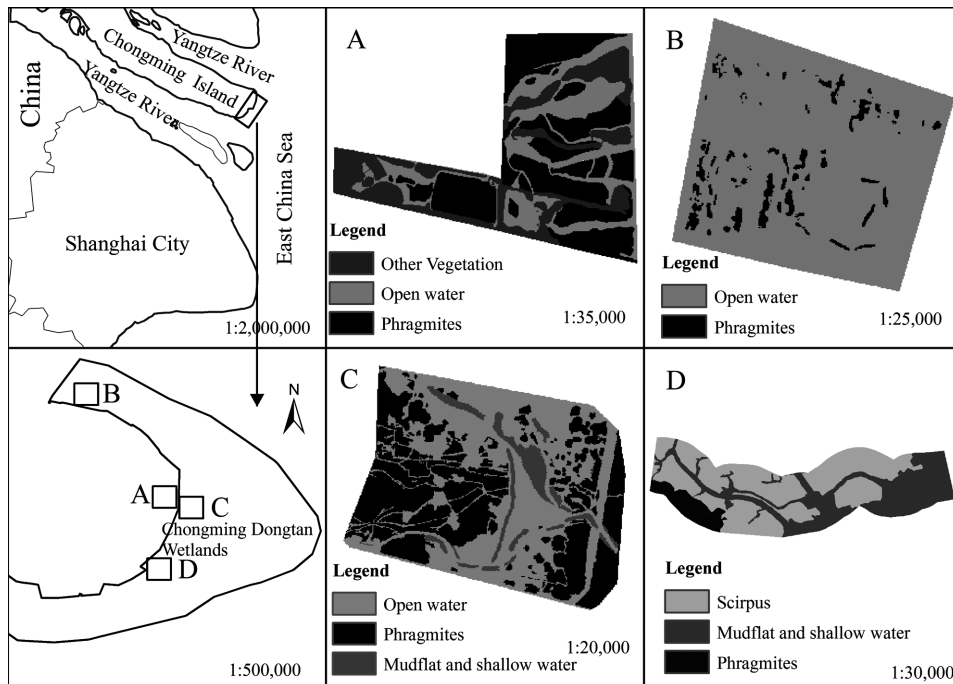 Yangtze River
Chongming Island
Yangtze River
China
East China Sea
Shanghai City
1:2,000,000
A
Legend
Other Vegetation
Open water
Phragmites
1:35,000
B
Legend
Open water
Phragmites
1:25,000
B
N
A
C
Chongming Dongtan
Wetlands
D
1:500,000
C
Legend
Open water
Phragmites
Mudflat and shallow water
1:20,000
D
Legend
Scirpus
Mudflat and shallow water
Phragmites
1:30,000